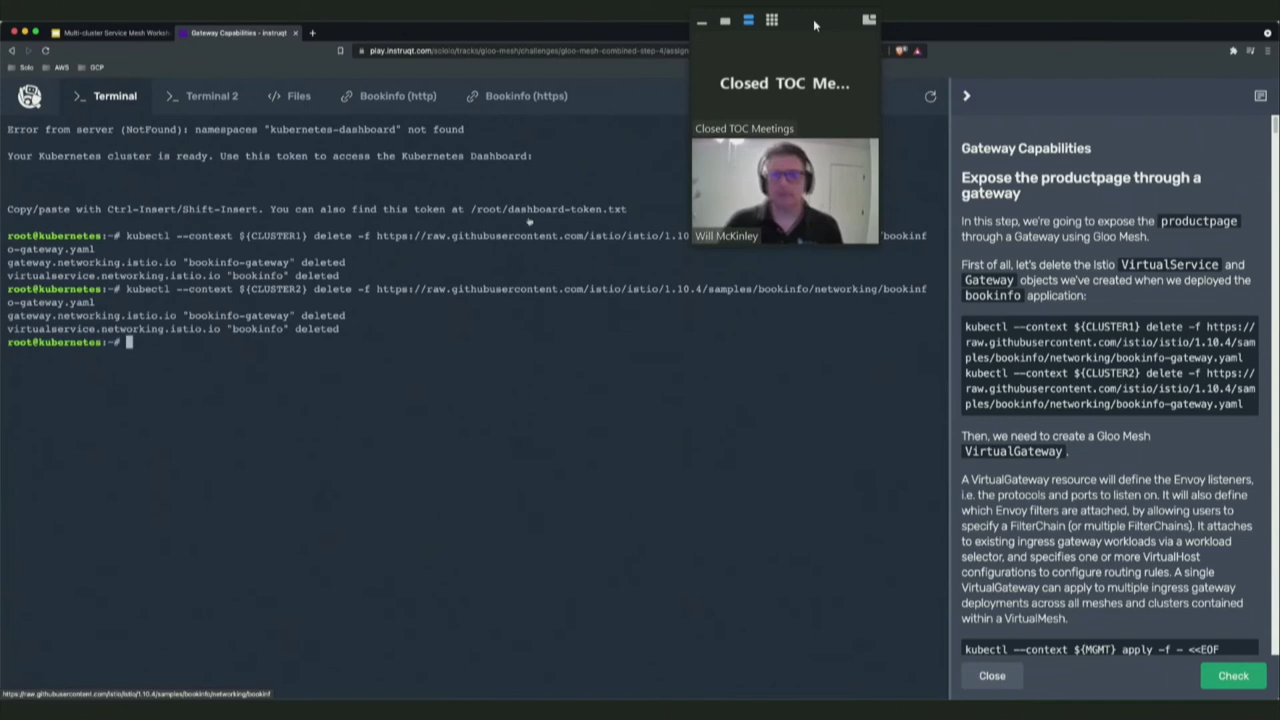 Multi-cluster Service Mesh Worksh
Gateway Capabilities - instruqt
play.instruqt.com/soloio/tracks/gloo-mesh/challenges/gloo-mesh-combined-step-4/assign
Solo
AWS
GCP
>_ Terminal
>_ Terminal 2
</> Files
Bookinfo (http)
Bookinfo (https)
Error from server (NotFound): namespaces "kubernetes-dashboard" not found
Your Kubernetes cluster is ready. Use this token to access the Kubernetes Dashboard:
Copy/paste with Ctrl-Insert/Shift-Insert. You can also find this token at /root/dashboard-token.txt
root@kubernetes:~# kubectl --context ${CLUSTER1} delete -f https://raw.githubusercontent.com/istio/istio/1.10 bookinf
o-gateway.yaml
gateway.networking.istio.io "bookinfo-gateway" deleted
virtualservice.networking.istio.io "bookinfo" deleted
root@kubernetes:~# kubectl --context ${CLUSTER2} delete -f https://raw.githubusercontent.com/istio/istio/1.10.4/samples/bookinfo/networking/bookinf
o-gateway.yaml
gateway.networking.istio.io "bookinfo-gateway" deleted
virtualservice.networking.istio.io "bookinfo" deleted
root@kubernetes:~#
Closed TOC Me...
Closed TOC Meetings
Will McKinley
Gateway Capabilities
Expose the productpage through a
gateway
In this step, we're going to expose the productpage
through a Gateway using Gloo Mesh.
First of all, let's delete the Istio VirtualService and
Gateway objects we've created when we deployed the
bookinfo application:
kubectl --context ${CLUSTER1} delete -f https://
raw.githubusercontent.com/istio/istio/1.10.4/sam
ples/bookinfo/networking/bookinfo-gateway.yaml
kubectl --context ${CLUSTER2} delete -f https://
raw.githubusercontent.com/istio/istio/1.10.4/sam
ples/bookinfo/networking/bookinfo-gateway.yaml
Then, we need to create a Gloo Mesh
VirtualGateway.
A VirtualGateway resource will define the Envoy listeners,
i.e. the protocols and ports to listen on. It will also define
which Envoy filters are attached, by allowing users to
specify a FilterChain (or multiple FilterChains). It attaches
to existing ingress gateway workloads via a workload
selector, and specifies one or more VirtualHost
configurations to configure routing rules. A single
VirtualGateway can apply to multiple ingress gateway
deployments across all meshes and clusters contained
within a VirtualMesh.
kubectl --context ${MGMT} apply -f - <<EOF
Close
Check
https://raw.githubusercontent.com/istio/istio/1.10.4/samples/bookinfo/networking/bookinf